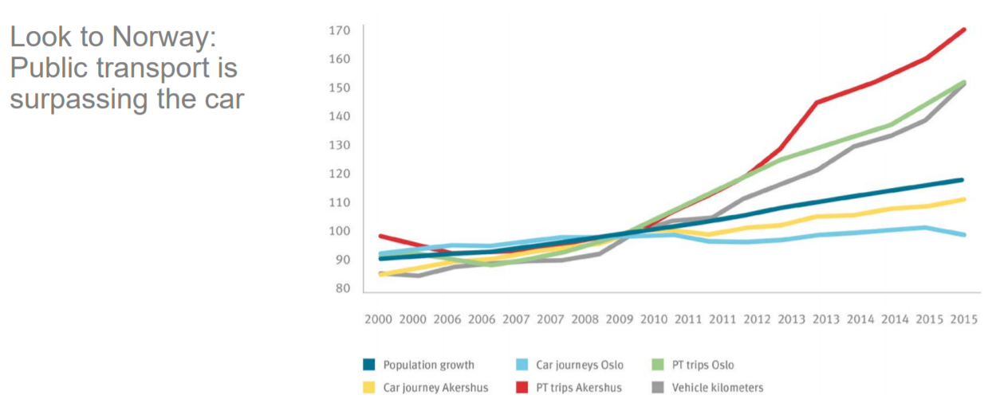 Look to Norway:
Public transport is
surpassing the car
170
160
150
140
130
120
110
100
90
80
2000 2000 2006 2006 2007 2007 2008 2009 2010 2011 2011 2012 2013 2013 2014 2014 2015 2015
Population growth Car journeys Oslo PT trips Oslo
Car journey Akershus PT trips Akershus Vehicle kilometers